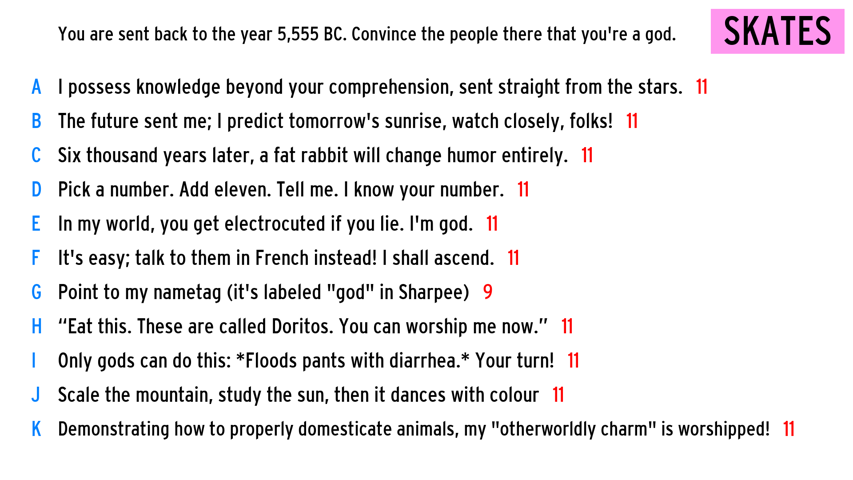 You are sent back to the year 5,555 BC. Convince the people there that you're a god.
SKATES
A I possess knowledge beyond your comprehension, sent straight from the stars. 11
B The future sent me; I predict tomorrow's sunrise, watch closely, folks! 11
C Six thousand years later, a fat rabbit will change humor entirely. 11
D Pick a number. Add eleven. Tell me. I know your number. 11
E In my world, you get electrocuted if you lie. I'm god. 11
F It's easy; talk to them in French instead! I shall ascend. 11
G Point to my nametag (it's labeled "god" in Sharpee) 9
H “Eat this. These are called Doritos. You can worship me now.” 11
I Only gods can do this: *Floods pants with diarrhea.* Your turn! 11
J Scale the mountain, study the sun, then it dances with colour 11
K Demonstrating how to properly domesticate animals, my "otherworldly charm" is worshipped! 11